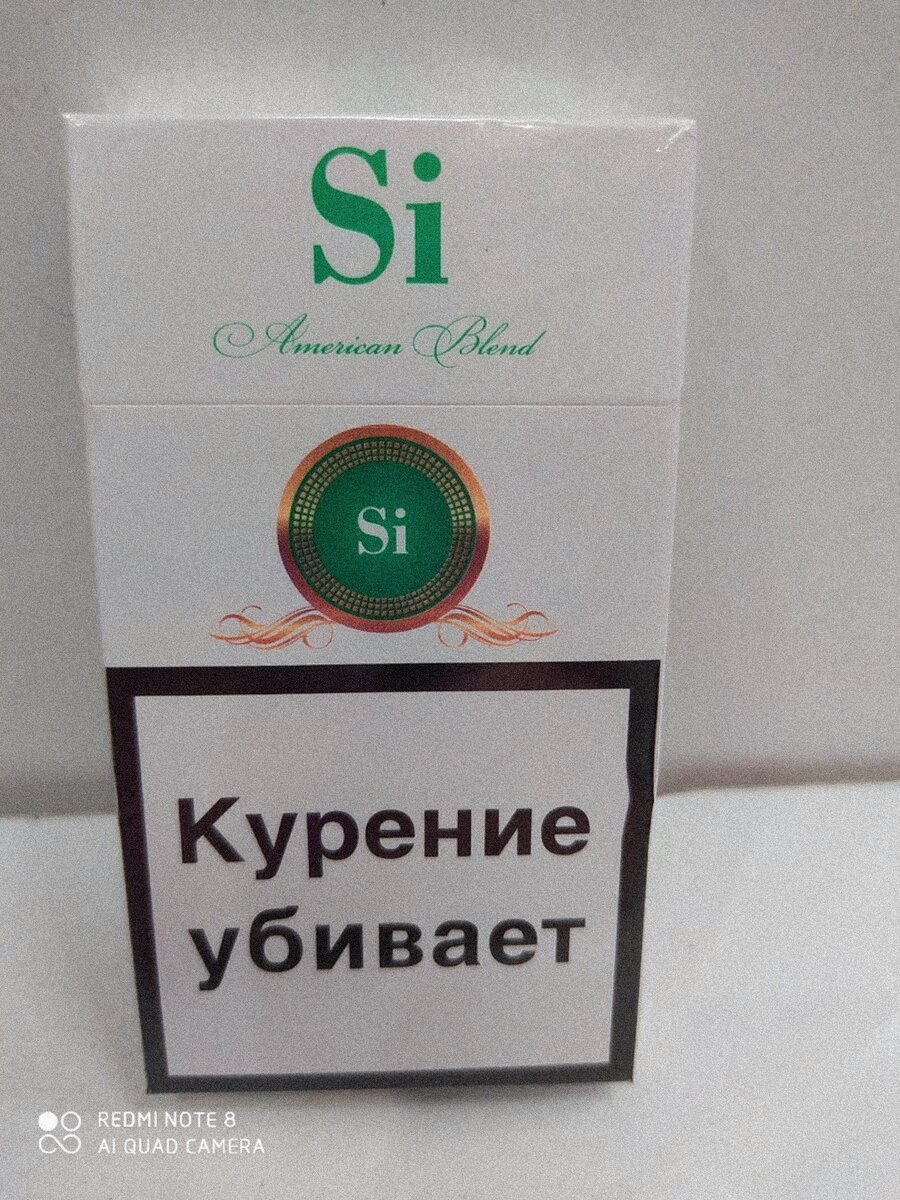 Si
American Blend
Si
Курение
убивает
REDMI NOTE 8
AI QUAD CAMERA